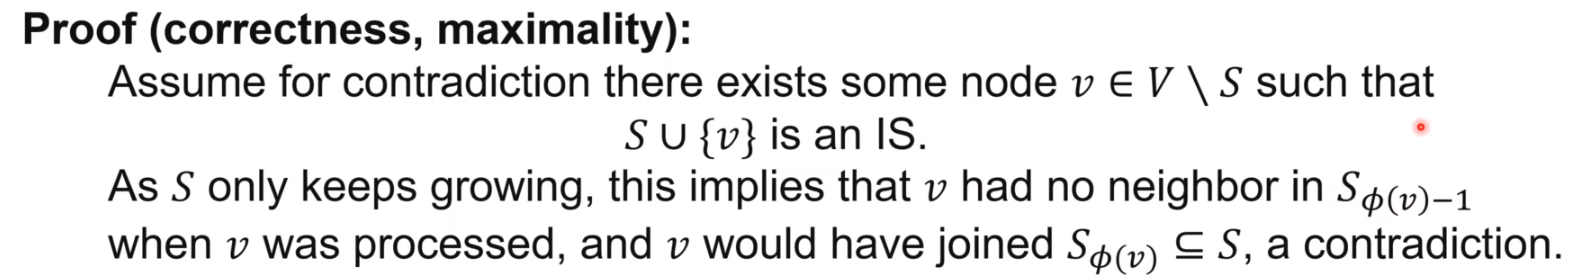 Proof (correctness, maximality):
Assume for contradiction there exists some node 𝑣 ∈ 𝑉 \ 𝑆 such that
𝑆 ∪ {𝑣} is an IS.
As 𝑆 only keeps growing, this implies that 𝑣 had no neighbor in 𝑆_{𝜙(𝑣)−1}
when 𝑣 was processed, and 𝑣 would have joined 𝑆_{𝜙(𝑣)} ⊆ 𝑆, a contradiction.